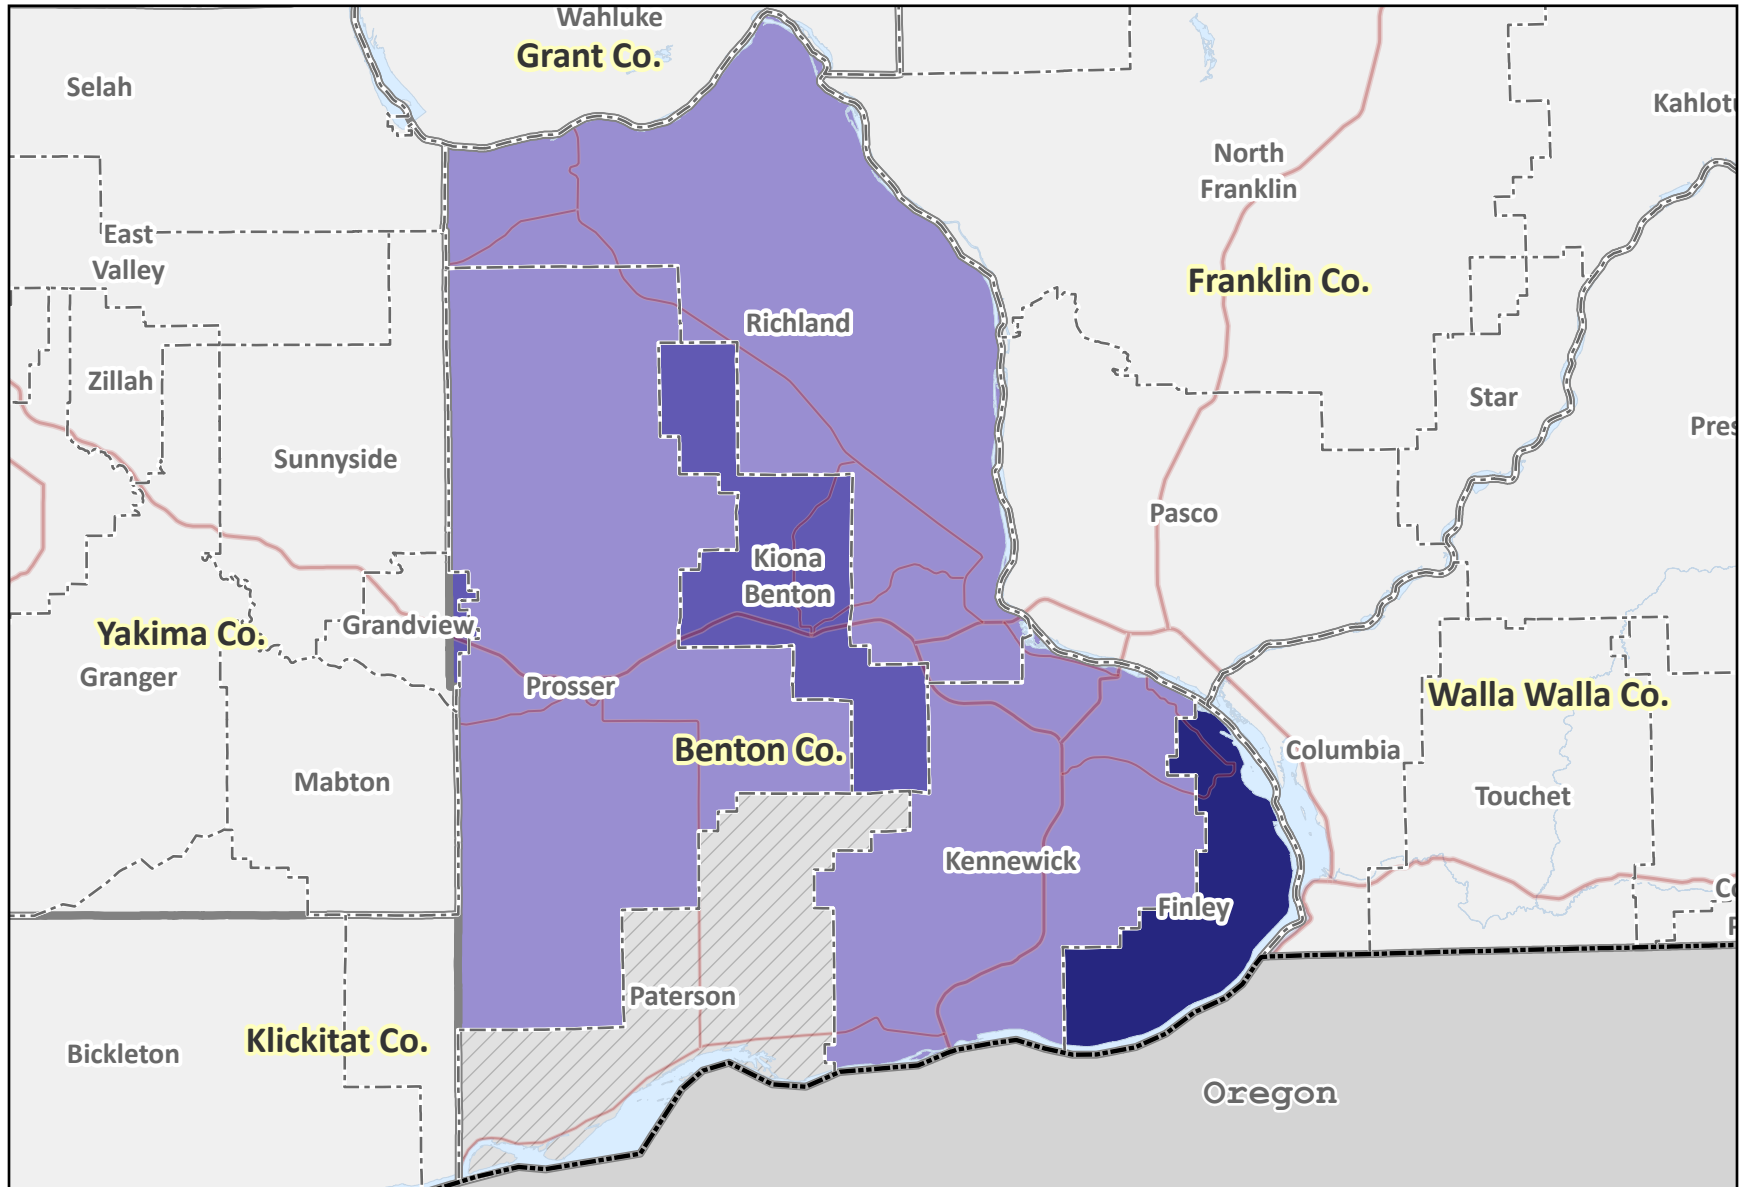 Wahluke
Grant Co.
Selah
Kahlot
North
Franklin
East
Valley
Franklin Co.
Richland
Zillah
Star
Pres
Sunnyside
Pasco
Kiona
Benton
Grandview
Yakima Co.
Granger
Prosser
Walla Walla Co.
Benton Co.
Columbia
Mabton
Touchet
Kennewick
Finley
Paterson
Klickitat Co.
Bickleton
Oregon